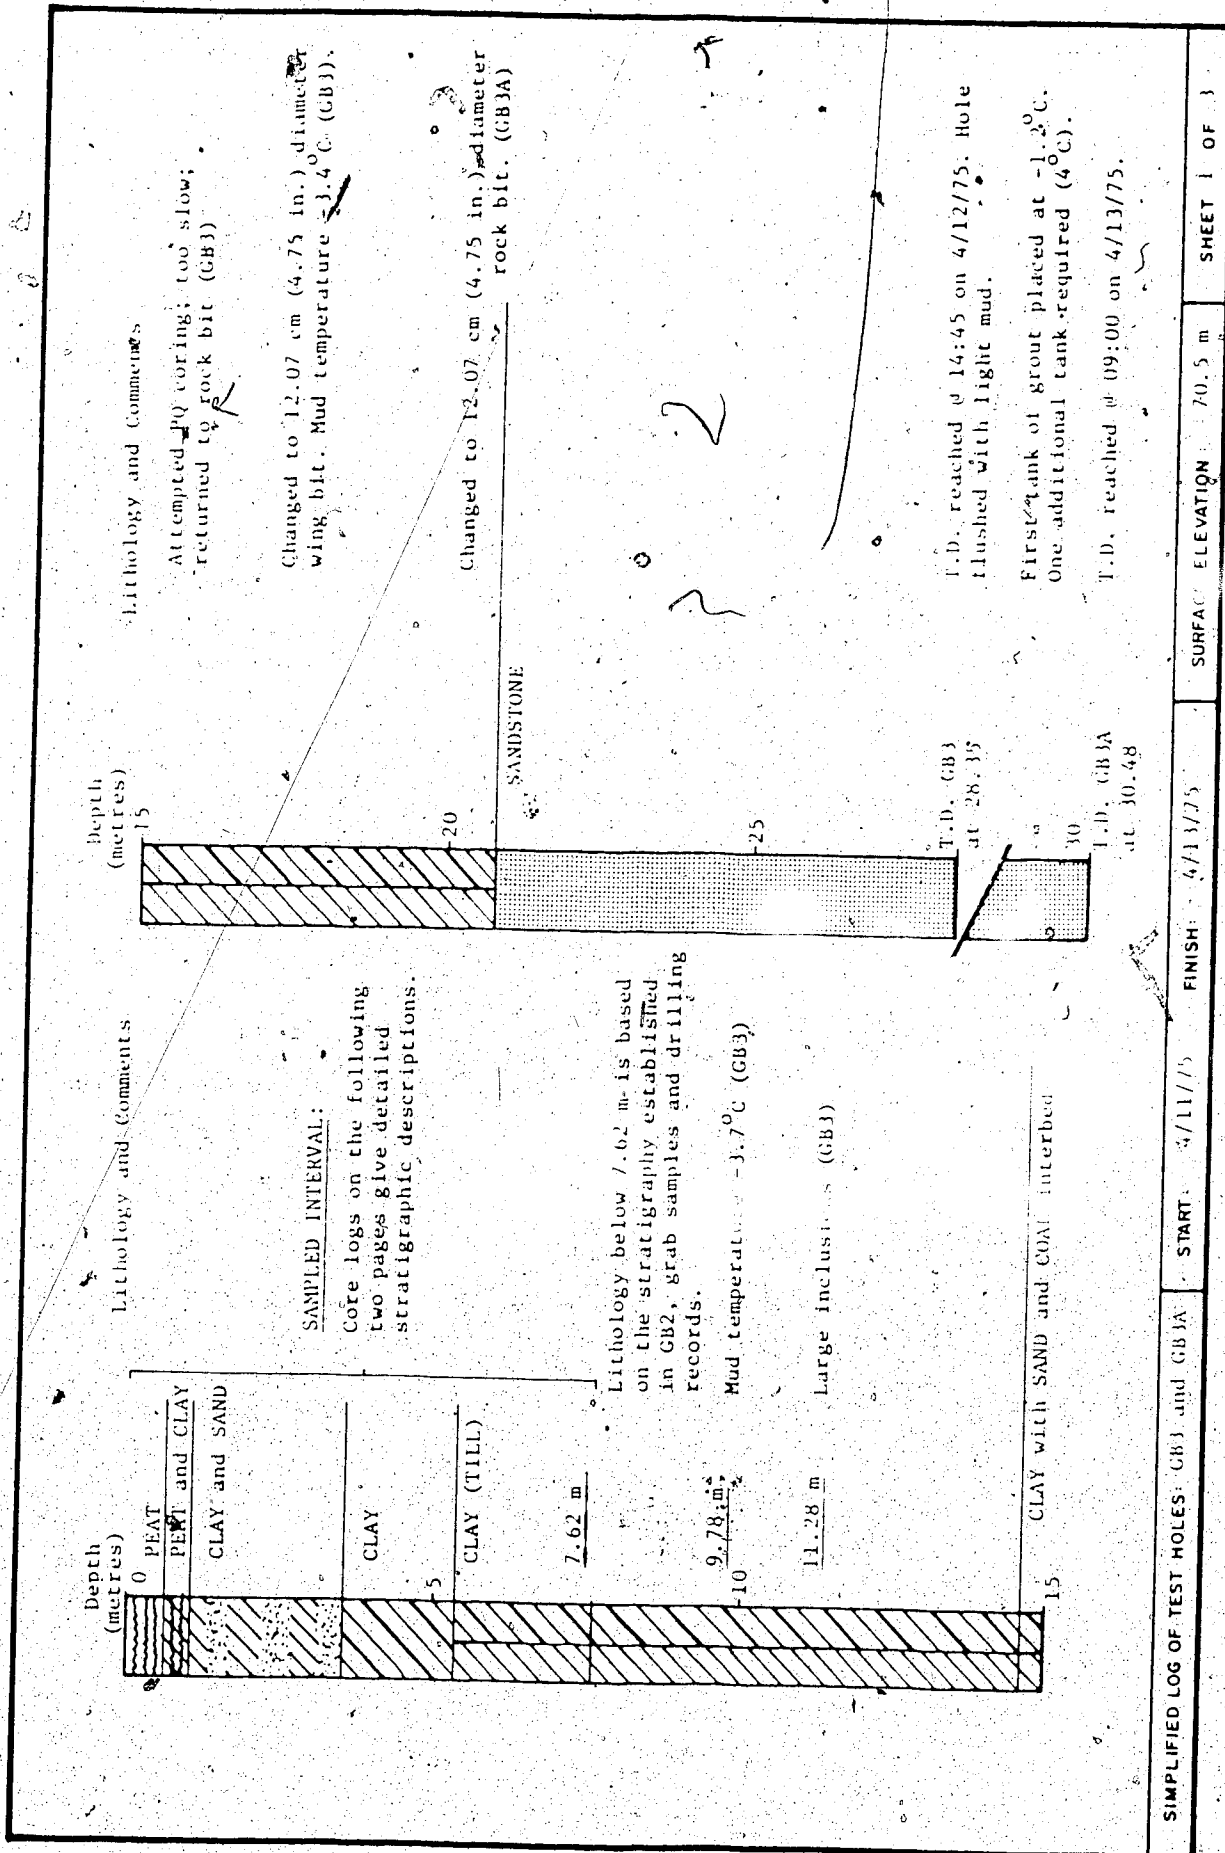 Depth
(metres)
Lithology and Comments
0
PEAT
PEAT and CLAY
CLAY and SAND
SAMPLED INTERVAL:
Core logs on the following
two pages give detailed
stratigraphic descriptions.
CLAY
5
CLAY (TILL)
7.62 m
Lithology below 7.62 m is based
on the stratigraphy established
in GB2, grab samples and drilling
records.
9.78 m
10
Mud temperat -3.7°C (GB3)
11.28 m
Large inclus s (GB3)
CLAY with SAND and COAL interbed
15
Depth
(metres)
Lithology and Comments
15
Attempted PQ coring; too slow;
returned to rock bit (GB3)
Changed to 12.07 cm (4.75 in.) diameter
wing bit. Mud temperature -3.4°C (GB3).
20
Changed to 12.07 cm (4.75 in.) diameter
rock bit. (GB3A)
SANDSTONE
25
T.D. GB3
at 28.35
T.D. reached @ 14:45 on 4/12/75. Hole
flushed with light mud.
First tank of grout placed at -1.2°C.
One additional tank required (4°C).
30
T.D. GB3A
at 30.48
T.D. reached @ 09:00 on 4/13/75.
SIMPLIFIED LOG OF TEST HOLES: GB3 and GB3A
START: 4/11/75
FINISH: 4/13/75
SURFAC ELEVATION: 70.5 m
SHEET 1 OF 3